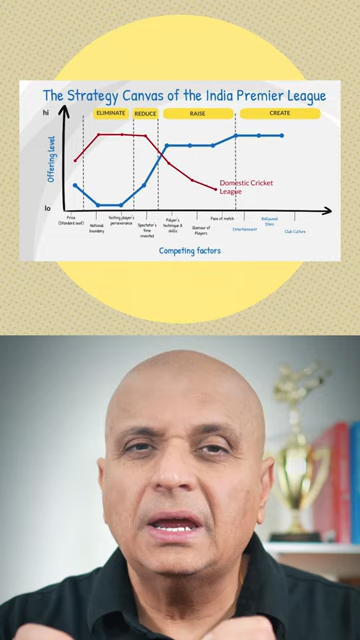 The Strategy Canvas of the India Premier League
hi
ELIMINATE
REDUCE
RAISE
CREATE
Offering level
Domestic Cricket
League
lo
Price
(Standard seat)
National
boundary
Testing player's
perseverance
Spectator's
time
invested
Player's
technique &
skills
Glamour of
Players
Pace of match
Entertainment
Bollywood
Stars
Club Culture
Competing factors